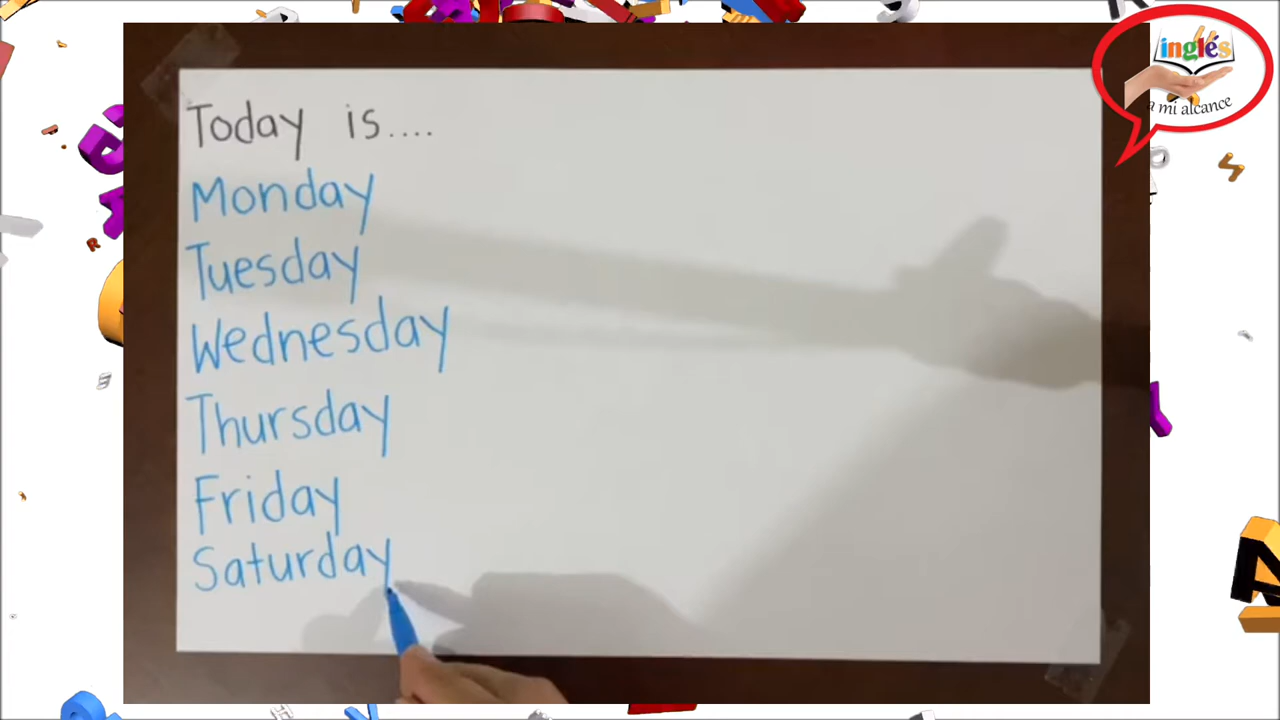 Today is....
Monday
Tuesday
Wednesday
Thursday
Friday
Saturday
inglés
a mi alcance